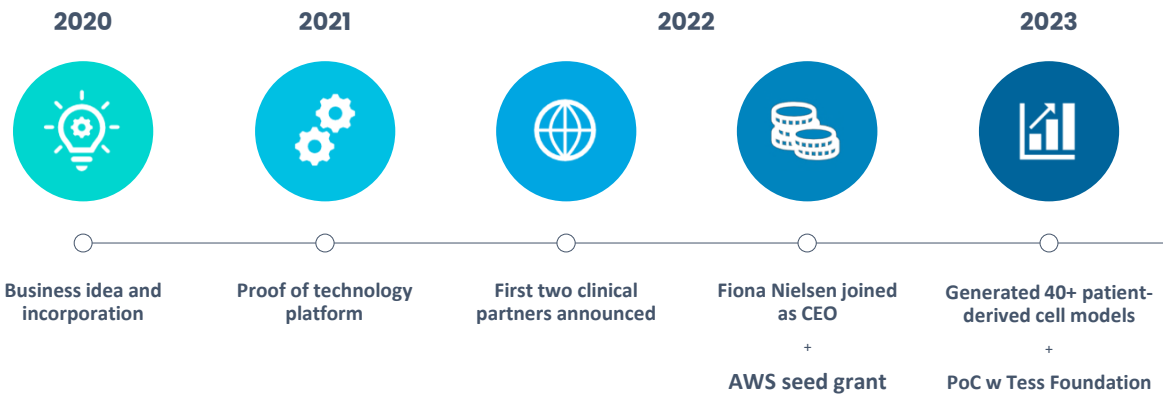 2020
2021
2022
2023
Business idea and
incorporation
Proof of technology
platform
First two clinical
partners announced
Fiona Nielsen joined
as CEO
+
AWS seed grant
Generated 40+ patient-
derived cell models
+
PoC w Tess Foundation